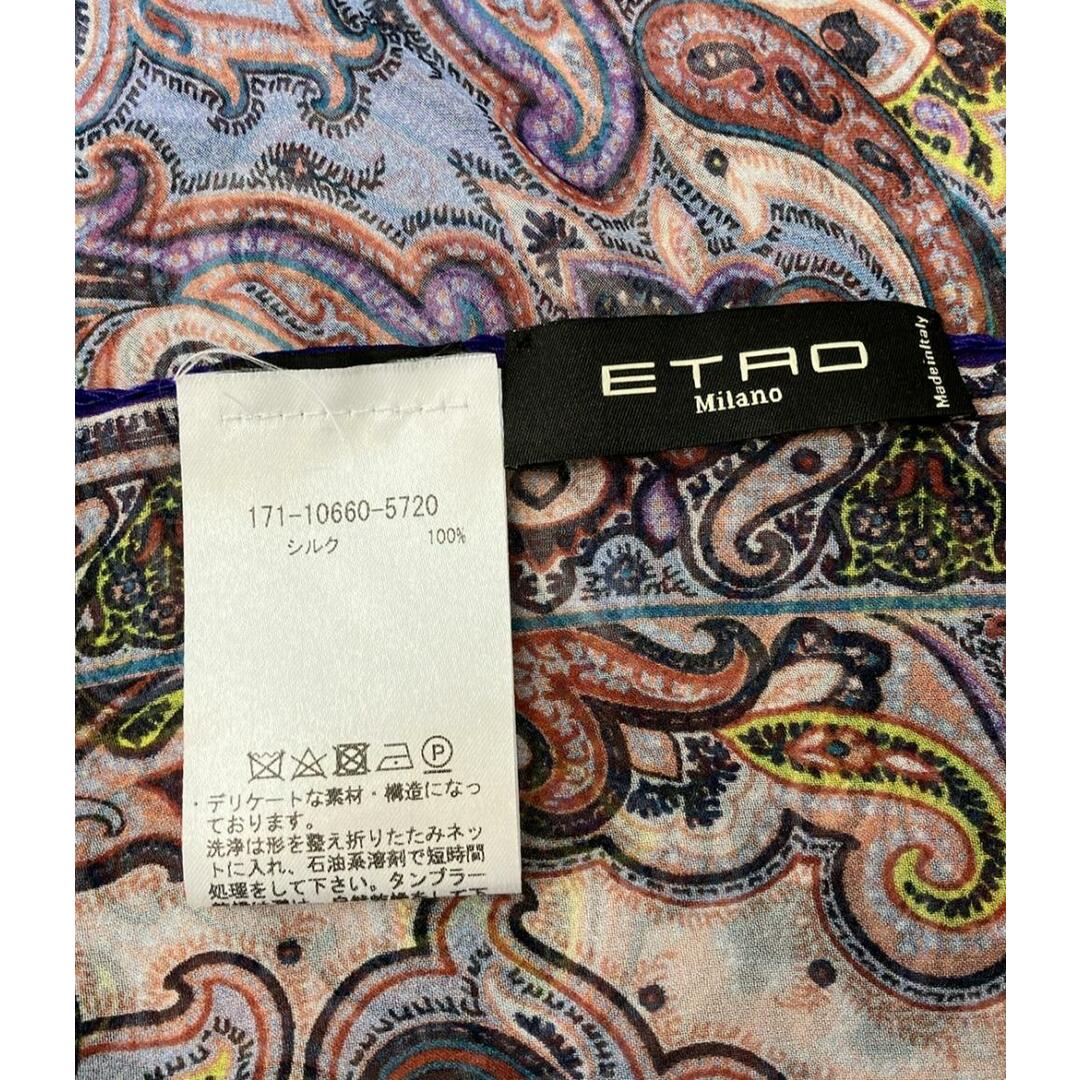 ETRO
Milano
Made in Italy
171-10660-5720
シルク 100%
・デリケートな素材・構造になっ
ております。
洗浄は形を整え折りたたみネッ
トに入れ、石油系溶剤で短時間
処理をして下さい。タンブラー